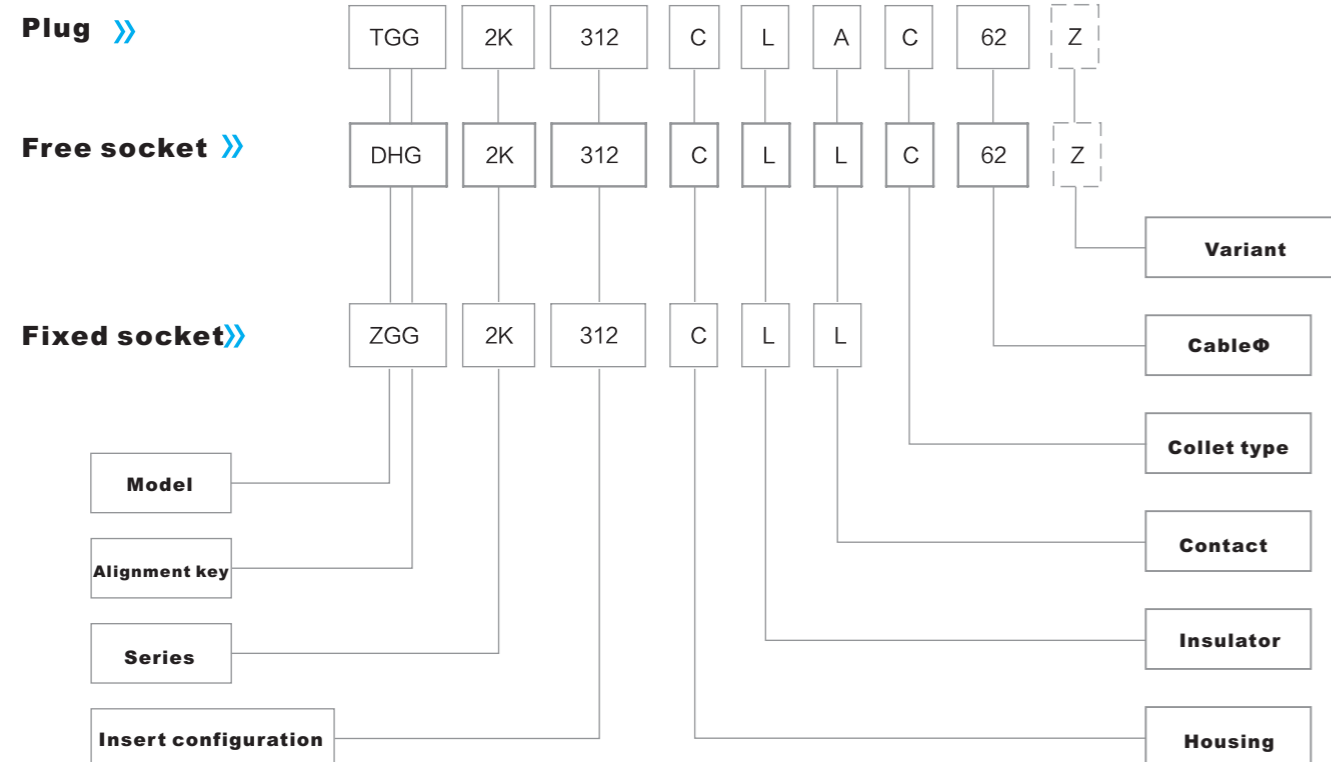 Plug » TGG 2K 312 C L A C 62 Z
Free socket » DHG 2K 312 C L L C 62 Z
Variant
Fixed socket» ZGG 2K 312 C L L
CableΦ
Collet type
Model
Contact
Alignment key
Insulator
Series
Insert configuration
Housing